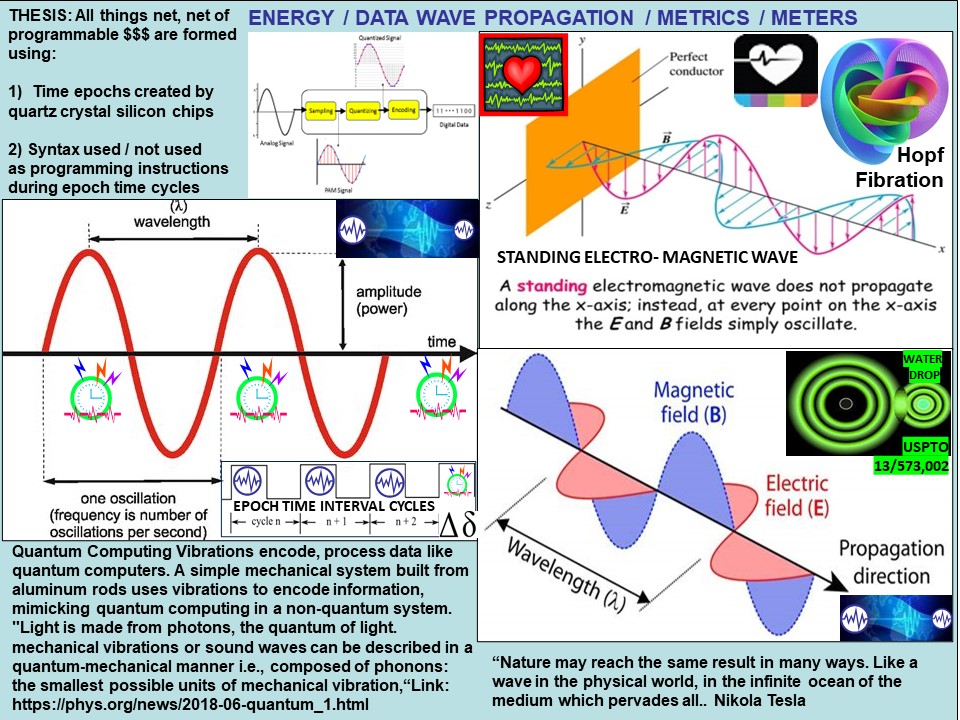 THESIS: All things net, net of
programmable $$$ are formed
using:
1) Time epochs created by
quartz crystal silicon chips
2) Syntax used / not used
as programming instructions
during epoch time cycles
ENERGY / DATA WAVE PROPAGATION / METRICS / METERS
Quantized Signal
Sampling
Quantizing
Encoding
11····1100
Digital Data
Analog Signal
PAM Signal
y
Perfect
conductor
B
E
z
x
Hopf
Fibration
STANDING ELECTRO- MAGNETIC WAVE
A standing electromagnetic wave does not propagate
along the x-axis; instead, at every point on the x-axis
the E and B fields simply oscillate.
(λ)
wavelength
amplitude
(power)
time
one oscillation
(frequency is number of
oscillations per second)
EPOCH TIME INTERVAL CYCLES
cycle n
n + 1
n + 2
Δδ
Magnetic
field (B)
Electric
field (E)
Propagation
direction
Wavelength (λ)
WATER
DROP
USPTO
13/573,002
Quantum Computing Vibrations encode, process data like
quantum computers. A simple mechanical system built from
aluminum rods uses vibrations to encode information,
mimicking quantum computing in a non-quantum system.
"Light is made from photons, the quantum of light.
mechanical vibrations or sound waves can be described in a
quantum-mechanical manner i.e., composed of phonons:
the smallest possible units of mechanical vibration,“Link:
https://phys.org/news/2018-06-quantum_1.html
“Nature may reach the same result in many ways. Like a
wave in the physical world, in the infinite ocean of the
medium which pervades all.. Nikola Tesla